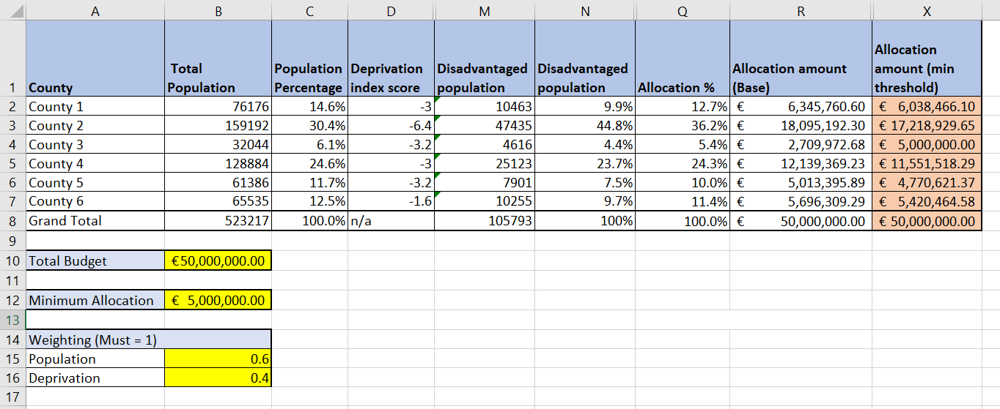 A B C D M N Q R X
1 County Total Population Population Percentage Deprivation index score Disadvantaged population Disadvantaged population Allocation % Allocation amount (Base) Allocation amount (min threshold)
2 County 1 76176 14.6% -3 10463 9.9% 12.7% € 6,345,760.60 € 6,038,466.10
3 County 2 159192 30.4% -6.4 47435 44.8% 36.2% € 18,095,192.30 € 17,218,929.65
4 County 3 32044 6.1% -3.2 4616 4.4% 5.4% € 2,709,972.68 € 5,000,000.00
5 County 4 128884 24.6% -3 25123 23.7% 24.3% € 12,139,369.23 € 11,551,518.29
6 County 5 61386 11.7% -3.2 7901 7.5% 10.0% € 5,013,395.89 € 4,770,621.37
7 County 6 65535 12.5% -1.6 10255 9.7% 11.4% € 5,696,309.29 € 5,420,464.58
8 Grand Total 523217 100.0% n/a 105793 100% 100.0% € 50,000,000.00 € 50,000,000.00
9
10 Total Budget €50,000,000.00
11
12 Minimum Allocation € 5,000,000.00
13
14 Weighting (Must = 1)
15 Population 0.6
16 Deprivation 0.4
17